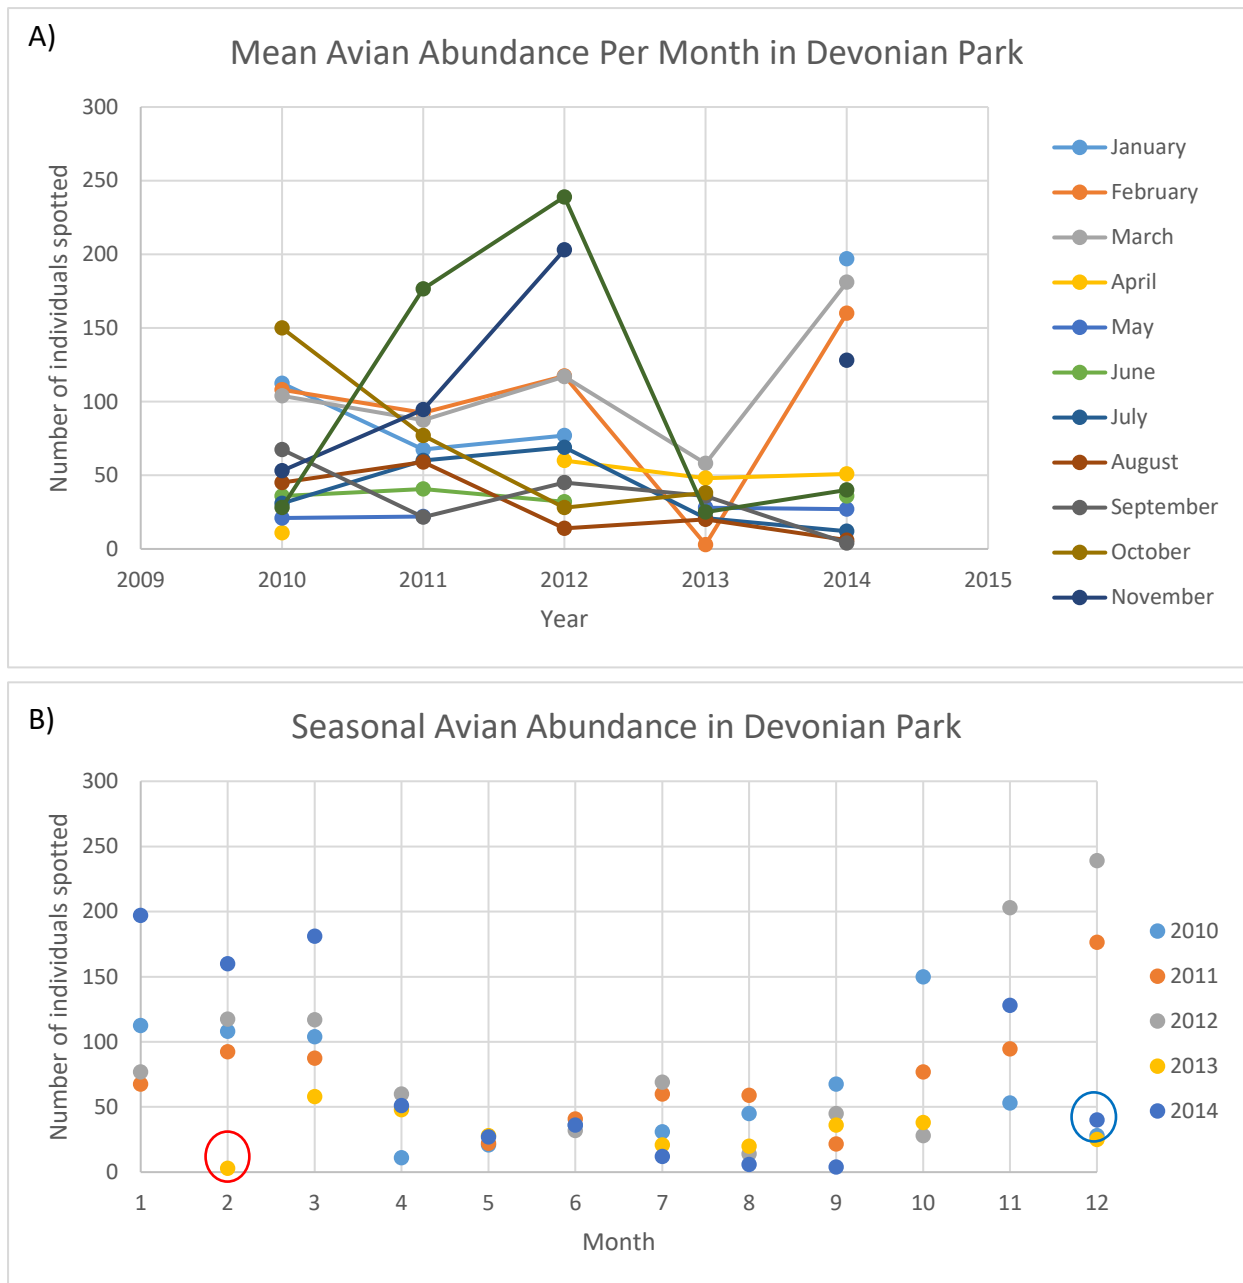 A)
Mean Avian Abundance Per Month in Devonian Park
Number of individuals spotted
300
250
200
150
100
50
0
2009 2010 2011 2012 2013 2014 2015
Year
January
February
March
April
May
June
July
August
September
October
November
B)
Seasonal Avian Abundance in Devonian Park
Number of individuals spotted
300
250
200
150
100
50
0
1 2 3 4 5 6 7 8 9 10 11 12
Month
2010
2011
2012
2013
2014